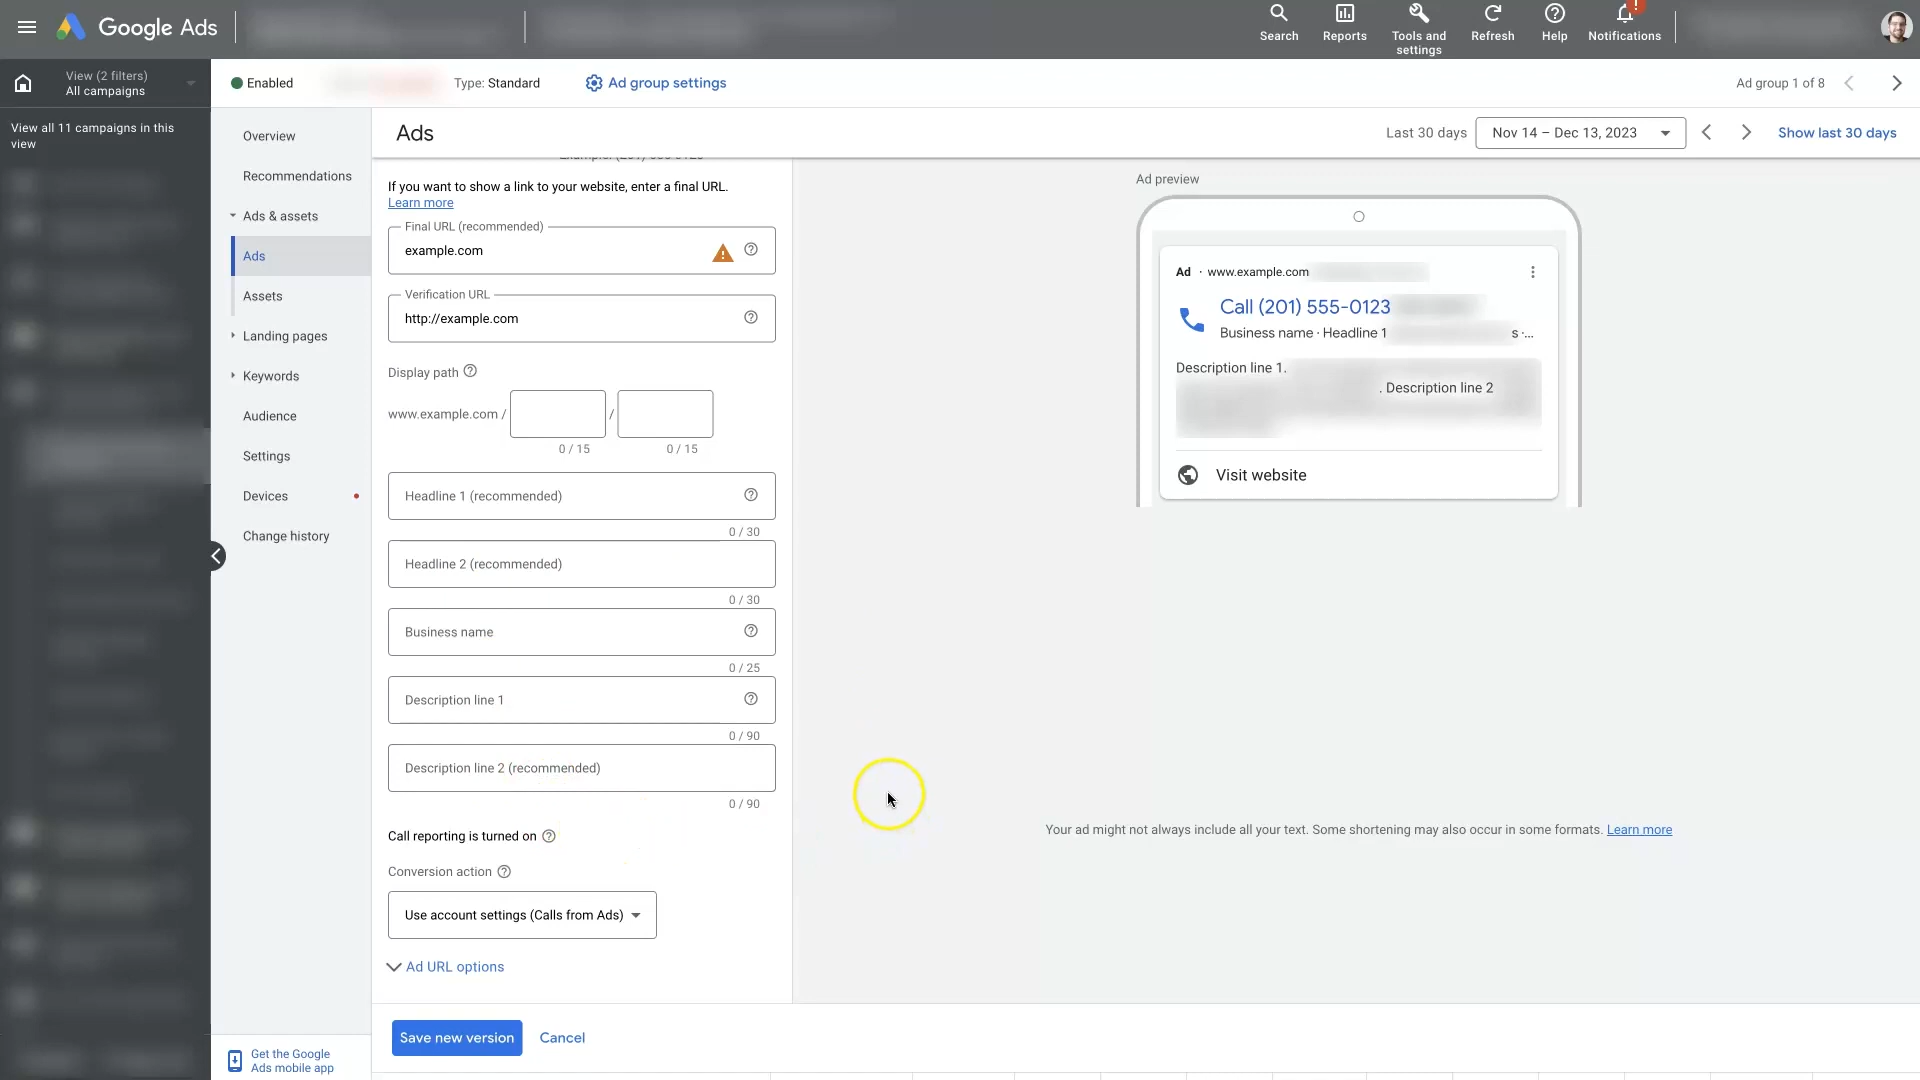 Google Ads
Search
Reports
Tools and
settings
Refresh
Help
!
Notifications
View (2 filters)
All campaigns
Enabled
Type: Standard
Ad group settings
Ad group 1 of 8
View all 11 campaigns in this
view
Overview
Recommendations
Ads & assets
Ads
Assets
Landing pages
Keywords
Audience
Settings
Devices
Change history
Get the Google
Ads mobile app
Ads
Last 30 days
Nov 14 – Dec 13, 2023
Show last 30 days
If you want to show a link to your website, enter a final URL.
Learn more
Final URL (recommended)
example.com
Verification URL
http://example.com
Display path
www.example.com /
/
0 / 15
0 / 15
Headline 1 (recommended)
0 / 30
Headline 2 (recommended)
0 / 30
Business name
0 / 25
Description line 1
0 / 90
Description line 2 (recommended)
0 / 90
Call reporting is turned on
Conversion action
Use account settings (Calls from Ads)
Ad URL options
Save new version
Cancel
Ad preview
Ad · www.example.com
Call (201) 555-0123
Business name · Headline 1 s ·...
Description line 1.
. Description line 2
Visit website
Your ad might not always include all your text. Some shortening may also occur in some formats. Learn more